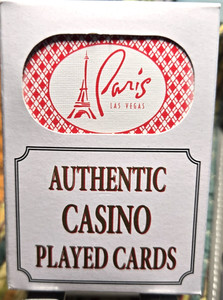 Paris
LAS VEGAS
AUTHENTIC
CASINO
PLAYED CARDS